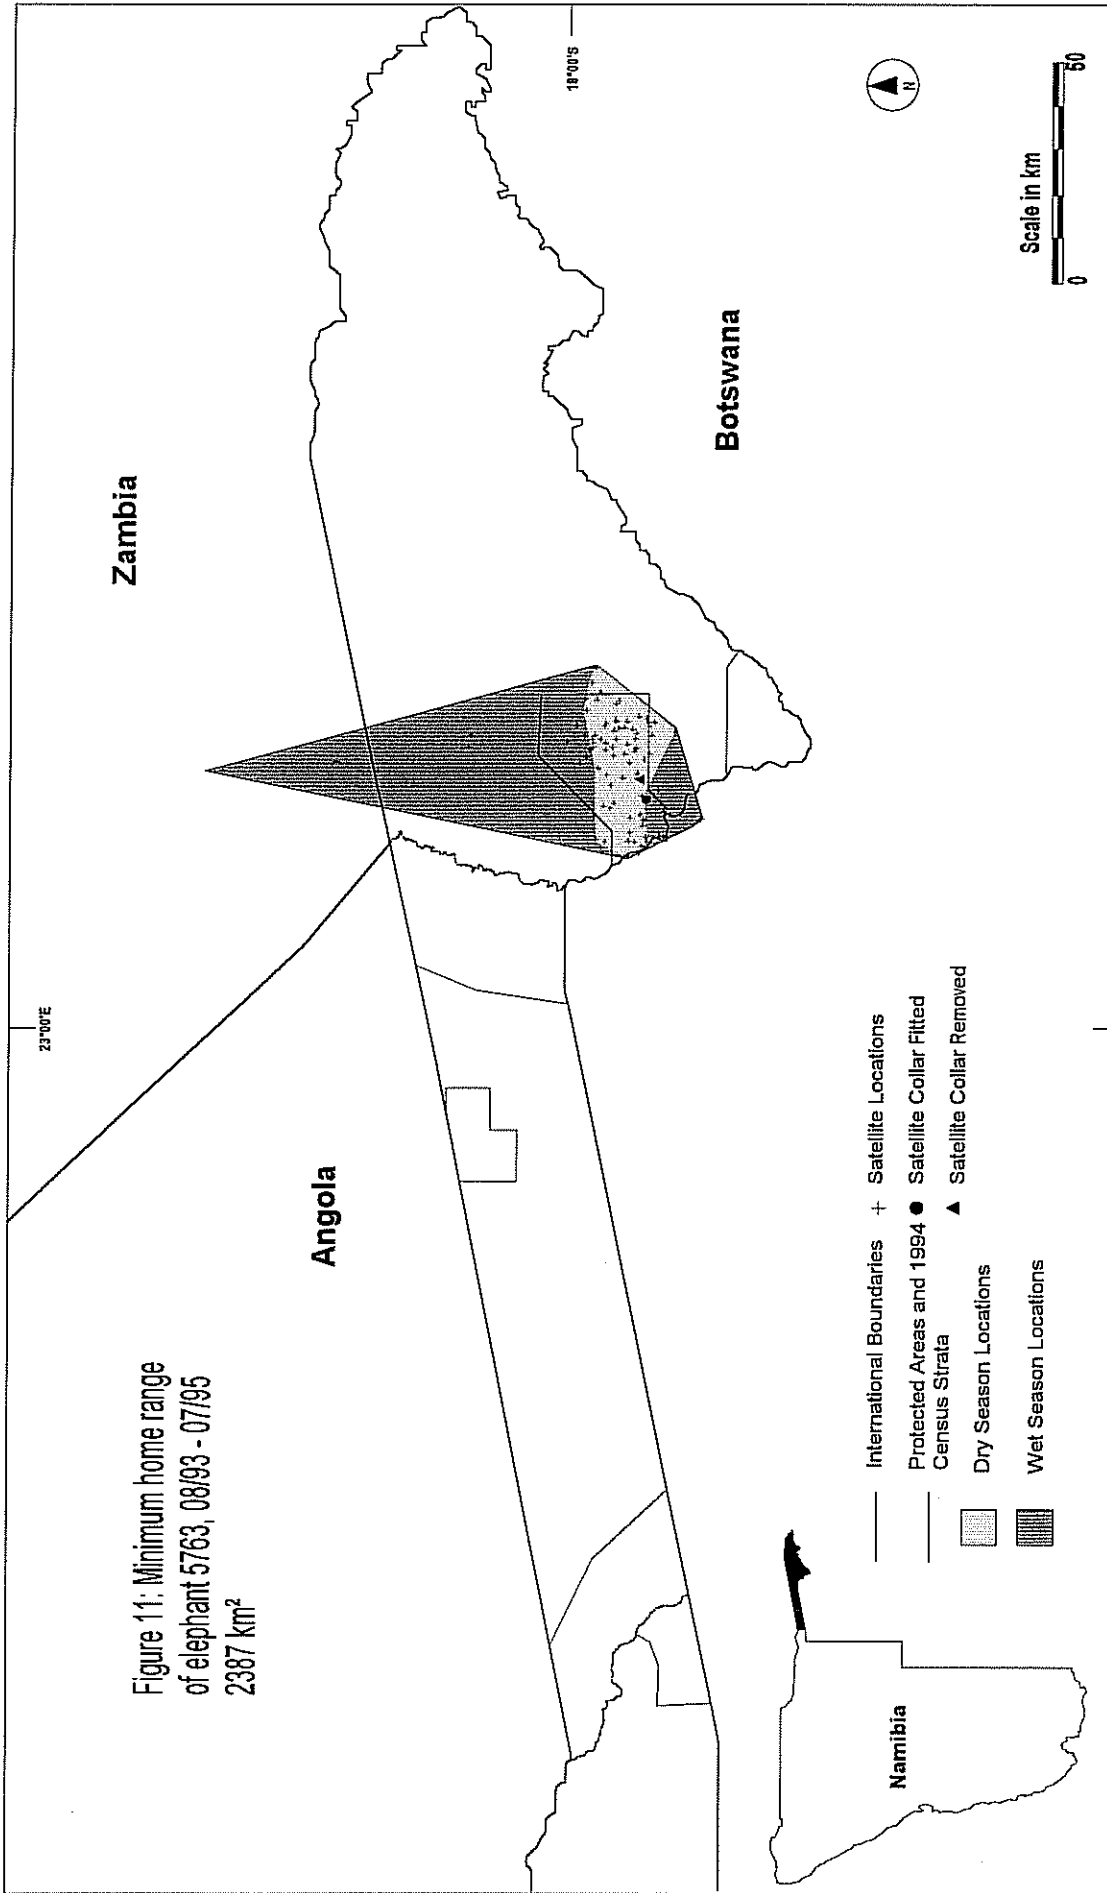 Figure 11: Minimum home range
of elephant 5763, 08/93 - 07/95
2387 km²
23°00'E
18°00'S
Zambia
Angola
Botswana
Namibia
International Boundaries
Protected Areas and 1994
Census Strata
Dry Season Locations
Wet Season Locations
Satellite Locations
Satellite Collar Fitted
Satellite Collar Removed
N
Scale in km
0
50